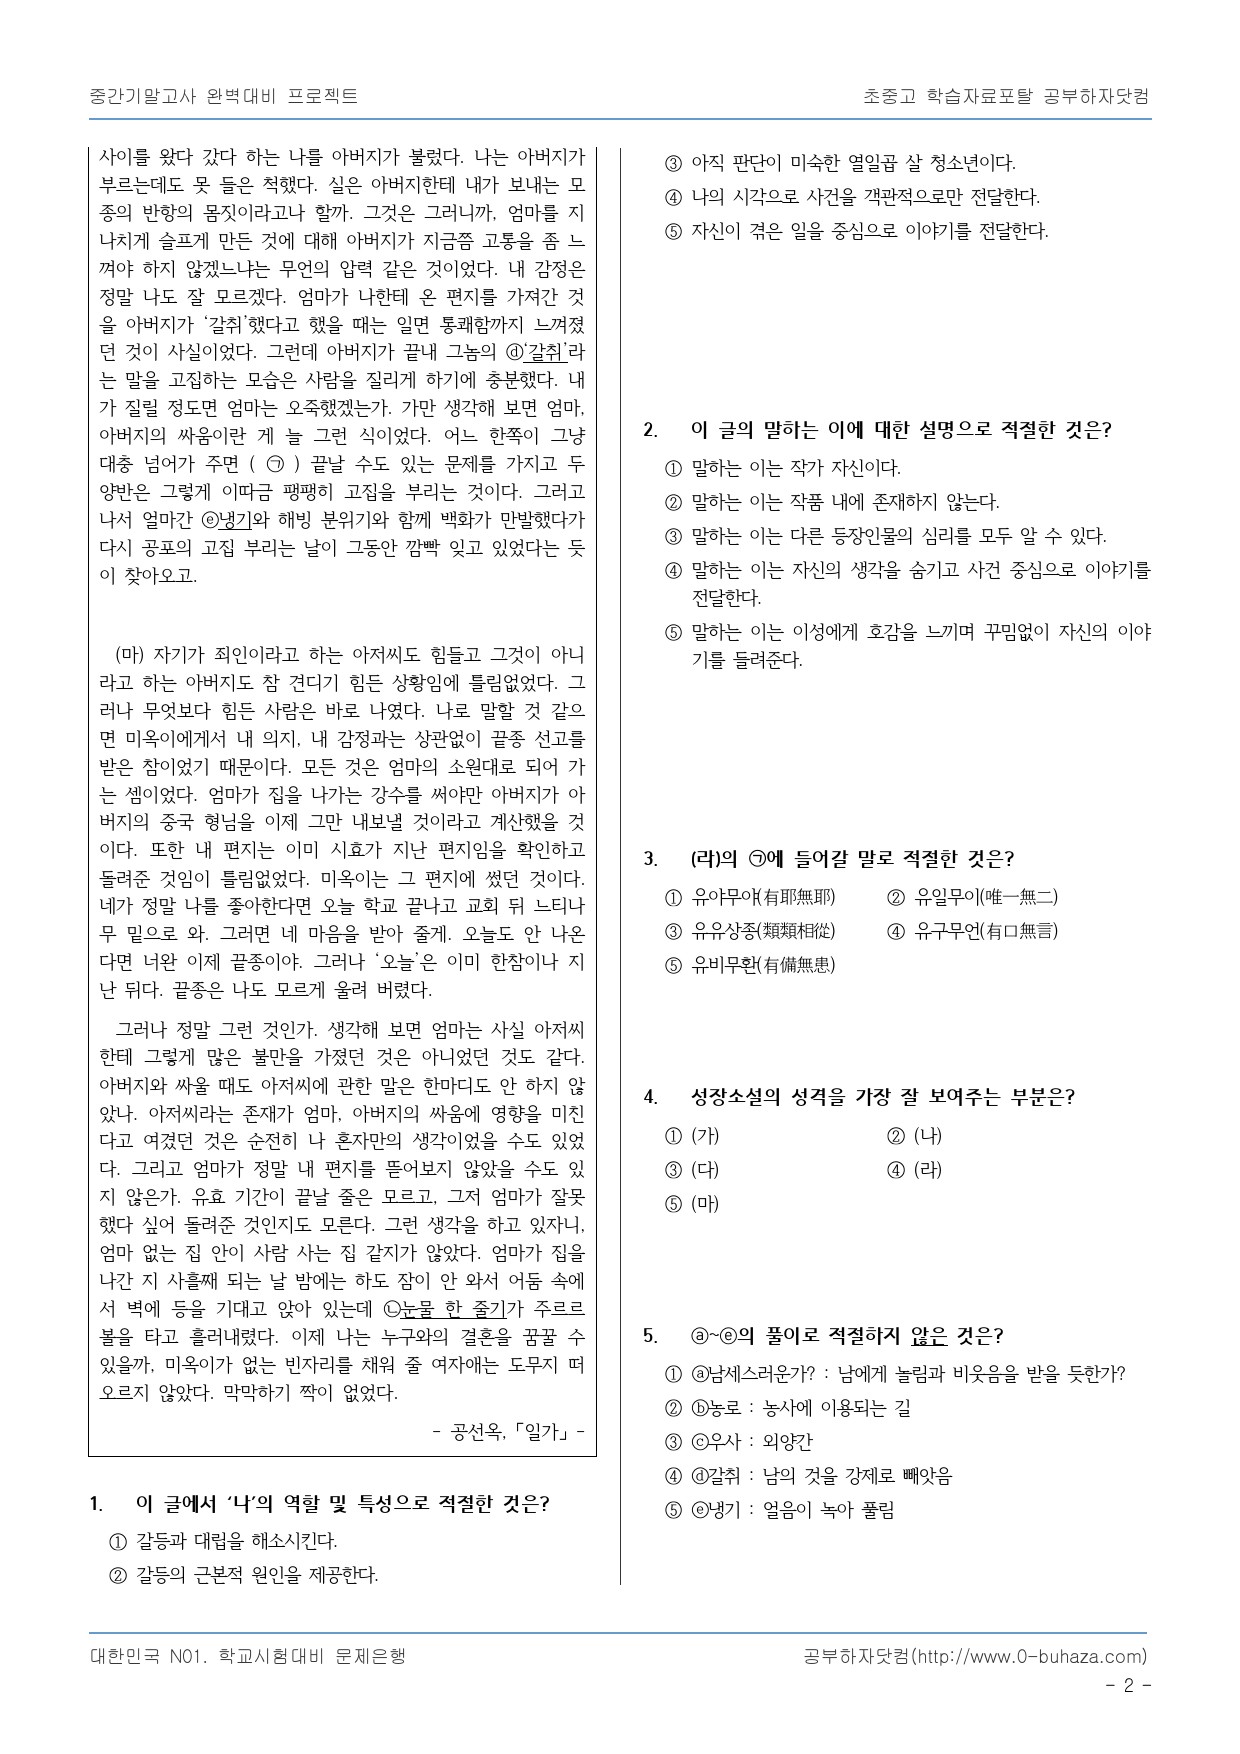 중간기말고사 완벽대비 프로젝트
초중고 학습자료포탈 공부하자닷컴
사이를 왔다 갔다 하는 나를 아버지가 불렀다. 나는 아버지가
부르는데도 못 들은 척했다. 실은 아버지한테 내가 보내는 모
종의 반항의 몸짓이라고나 할까. 그것은 그러니까, 엄마를 지
나치게 슬프게 만든 것에 대해 아버지가 지금쯤 고통을 좀 느
껴야 하지 않겠느냐는 무언의 압력 같은 것이었다. 내 감정은
정말 나도 잘 모르겠다. 엄마가 나한테 온 편지를 가져간 것
을 아버지가 ‘갈취’했다고 했을 때는 일면 통쾌함까지 느껴졌
던 것이 사실이었다. 그런데 아버지가 끝내 그놈의 ⓓ‘갈취’라
는 말을 고집하는 모습은 사람을 질리게 하기에 충분했다. 내
가 질릴 정도면 엄마는 오죽했겠는가. 가만 생각해 보면 엄마,
아버지의 싸움이란 게 늘 그런 식이었다. 어느 한쪽이 그냥
대충 넘어가 주면 ( ㉠ ) 끝날 수도 있는 문제를 가지고 두
양반은 그렇게 이따금 팽팽히 고집을 부리는 것이다. 그러고
나서 얼마간 ⓔ냉기와 해빙 분위기와 함께 백화가 만발했다가
다시 공포의 고집 부리는 날이 그동안 깜빡 잊고 있었다는 듯
이 찾아오고.
(마) 자기가 죄인이라고 하는 아저씨도 힘들고 그것이 아니
라고 하는 아버지도 참 견디기 힘든 상황임에 틀림없었다. 그
러나 무엇보다 힘든 사람은 바로 나였다. 나로 말할 것 같으
면 미옥이에게서 내 의지, 내 감정과는 상관없이 끝종 선고를
받은 참이었기 때문이다. 모든 것은 엄마의 소원대로 되어 가
는 셈이었다. 엄마가 집을 나가는 강수를 써야만 아버지가 아
버지의 중국 형님을 이제 그만 내보낼 것이라고 계산했을 것
이다. 또한 내 편지는 이미 시효가 지난 편지임을 확인하고
돌려준 것임이 틀림없었다. 미옥이는 그 편지에 썼던 것이다.
네가 정말 나를 좋아한다면 오늘 학교 끝나고 교회 뒤 느티나
무 밑으로 와. 그러면 네 마음을 받아 줄게. 오늘도 안 나온
다면 너완 이제 끝종이야. 그러나 ‘오늘’은 이미 한참이나 지
난 뒤다. 끝종은 나도 모르게 울려 버렸다.
그러나 정말 그런 것인가. 생각해 보면 엄마는 사실 아저씨
한테 그렇게 많은 불만을 가졌던 것은 아니었던 것도 같다.
아버지와 싸울 때도 아저씨에 관한 말은 한마디도 안 하지 않
았나. 아저씨라는 존재가 엄마, 아버지의 싸움에 영향을 미친
다고 여겼던 것은 순전히 나 혼자만의 생각이었을 수도 있었
다. 그리고 엄마가 정말 내 편지를 뜯어보지 않았을 수도 있
지 않은가. 유효 기간이 끝날 줄은 모르고, 그저 엄마가 잘못
했다 싶어 돌려준 것인지도 모른다. 그런 생각을 하고 있자니,
엄마 없는 집 안이 사람 사는 집 같지가 않았다. 엄마가 집을
나간 지 사흘째 되는 날 밤에는 하도 잠이 안 와서 어둠 속에
서 벽에 등을 기대고 앉아 있는데 ㉡눈물 한 줄기가 주르르
볼을 타고 흘러내렸다. 이제 나는 누구와의 결혼을 꿈꿀 수
있을까, 미옥이가 없는 빈자리를 채워 줄 여자애는 도무지 떠
오르지 않았다. 막막하기 짝이 없었다.
- 공선옥, 「일가」 -
1. 이 글에서 ‘나’의 역할 및 특성으로 적절한 것은?
① 갈등과 대립을 해소시킨다.
② 갈등의 근본적 원인을 제공한다.
③ 아직 판단이 미숙한 열일곱 살 청소년이다.
④ 나의 시각으로 사건을 객관적으로만 전달한다.
⑤ 자신이 겪은 일을 중심으로 이야기를 전달한다.
2. 이 글의 말하는 이에 대한 설명으로 적절한 것은?
① 말하는 이는 작가 자신이다.
② 말하는 이는 작품 내에 존재하지 않는다.
③ 말하는 이는 다른 등장인물의 심리를 모두 알 수 있다.
④ 말하는 이는 자신의 생각을 숨기고 사건 중심으로 이야기를
전달한다.
⑤ 말하는 이는 이성에게 호감을 느끼며 꾸밈없이 자신의 이야
기를 들려준다.
3. (라)의 ㉠에 들어갈 말로 적절한 것은?
① 유야무야(有耶無耶) ② 유일무이(唯一無二)
③ 유유상종(類類相從) ④ 유구무언(有口無言)
⑤ 유비무환(有備無患)
4. 성장소설의 성격을 가장 잘 보여주는 부분은?
① (가) ② (나)
③ (다) ④ (라)
⑤ (마)
5. ⓐ~ⓔ의 풀이로 적절하지 않은 것은?
① ⓐ남세스러운가? : 남에게 놀림과 비웃음을 받을 듯한가?
② ⓑ농로 : 농사에 이용되는 길
③ ⓒ우사 : 외양간
④ ⓓ갈취 : 남의 것을 강제로 빼앗음
⑤ ⓔ냉기 : 얼음이 녹아 풀림
대한민국 N01. 학교시험대비 문제은행
공부하자닷컴(http://www.0-buhaza.com)
- 2 -